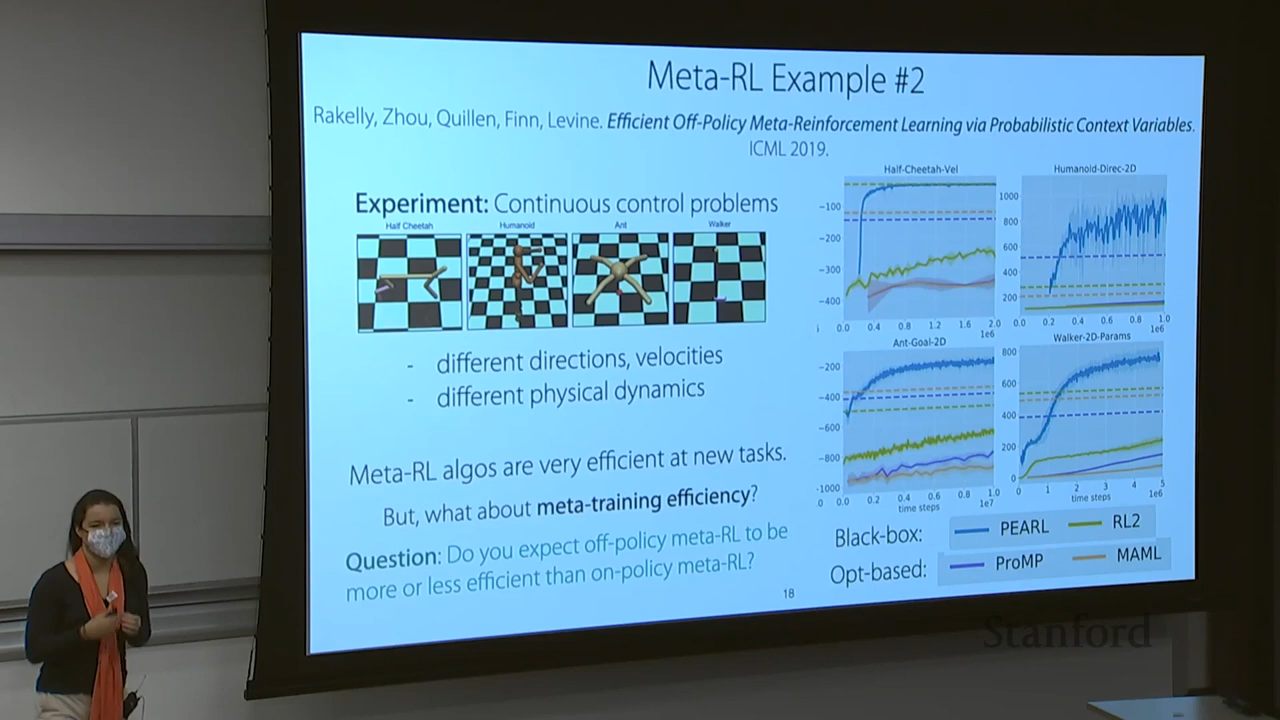 Meta-RL Example #2
Rakelly, Zhou, Quillen, Finn, Levine. Efficient Off-Policy Meta-Reinforcement Learning via Probabilistic Context Variables.
ICML 2019.
Experiment: Continuous control problems
Half Cheetah Humanoid Ant Walker
- different directions, velocities
- different physical dynamics
Meta-RL algos are very efficient at new tasks.
But, what about meta-training efficiency?
Question: Do you expect off-policy meta-RL to be
more or less efficient than on-policy meta-RL?
18
Half-Cheetah-Vel
−100
−200
−300
−400
0.0 0.4 0.8 1.2 1.6 2.0
1e6
Humanoid-Direc-2D
1000
800
600
400
200
0.0 0.2 0.4 0.6 0.8 1.0
1e6
Ant-Goal-2D
−200
−400
−600
−800
−1000
0.0 0.2 0.4 0.6 0.8 1.0
time steps 1e7
Walker-2D-Params
800
600
400
200
0
0 1 2 3 4 5
time steps 1e6
Black-box: PEARL RL2
Opt-based: ProMP MAML
Stanford